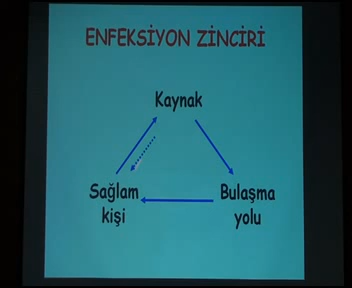 ENFEKSİYON ZİNCİRİ
Kaynak
Sağlam
kişi
Bulaşma
yolu